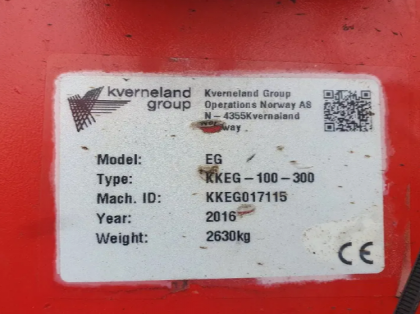 kverneland
group
Kverneland Group
Operations Norway AS
N-4355Kvernaland
way
Model: EG
Type: KKEG-100-300
Mach. ID: KKEG017115
Year: 2016
Weight: 2630kg
CE